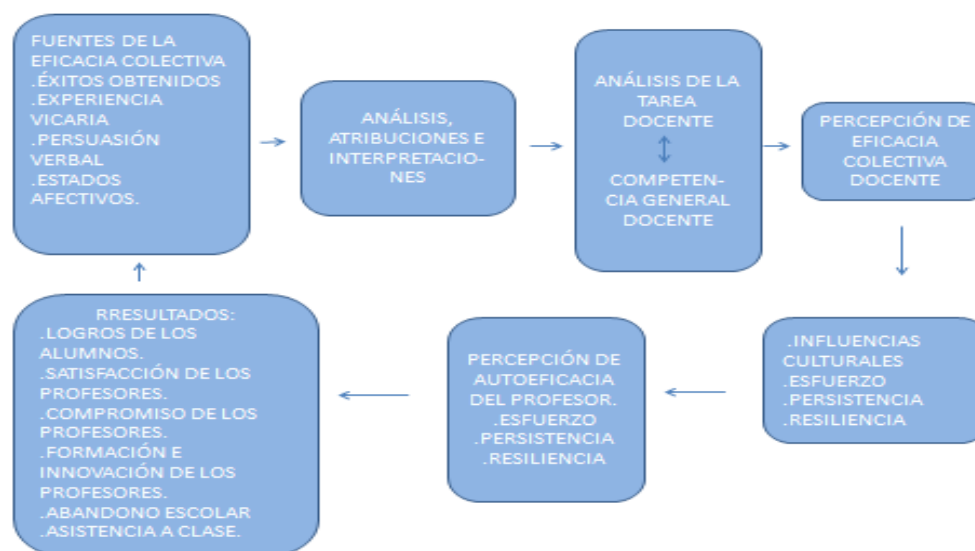 FUENTES DE LA
EFICACIA COLECTIVA
.ÉXITOS OBTENIDOS
.EXPERIENCIA
VICARIA
.PERSUASIÓN
VERBAL
.ESTADOS
AFECTIVOS.
ANÁLISIS,
ATRIBUCIONES E
INTERPRETACIO-
NES
ANÁLISIS DE LA
TAREA
DOCENTE
COMPETEN-
CIA GENERAL
DOCENTE
PERCEPCIÓN DE
EFICACIA
COLECTIVA
DOCENTE
.INFLUENCIAS
CULTURALES
.ESFUERZO
.PERSISTENCIA
.RESILIENCIA
PERCEPCIÓN DE
AUTOEFICACIA
DEL PROFESOR.
.ESFUERZO
.PERSISTENCIA
.RESILIENCIA
RRESULTADOS:
.LOGROS DE LOS
ALUMNOS.
.SATISFACCIÓN DE LOS
PROFESORES.
.COMPROMISO DE LOS
PROFESORES.
.FORMACIÓN E
INNOVACIÓN DE LOS
PROFESORES.
.ABANDONO ESCOLAR
.ASISTENCIA A CLASE.